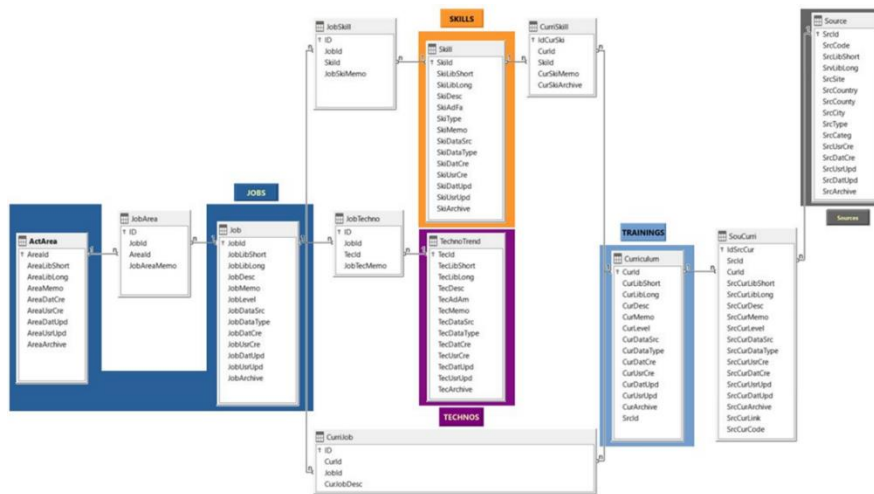 JobSkill
ID
JobId
SkiId
JobSkiMemo
SKILLS
Skill
SkiId
SkiLibShort
SkiLibLong
SkiDesc
SkiAdFa
SkiType
SkiMemo
SkiDataSrc
SkiDataType
SkiDatCre
SkiUsrCre
SkiDatUpd
SkiUsrUpd
SkiArchive
CurriSkill
IdCurSki
CurId
SkiId
CurSkiMemo
CurSkiArchive
Source
SrcId
SrcCode
SrcLibShort
SrvLibLong
SrcSite
SrcCountry
SrcCounty
SrcCity
SrcType
SrcCateg
SrcUsrCre
SrcDatCre
SrcUsrUpd
SrcDatUpd
SrcArchive
Sources
ActArea
AreaId
AreaLibShort
AreaLibLong
AreaMemo
AreaDatCre
AreaUsrCre
AreaDatUpd
AreaUsrUpd
AreaArchive
JobArea
ID
JobId
AreaId
JobAreaMemo
JOBS
Job
JobId
JobLibShort
JobLibLong
JobDesc
JobMemo
JobLevel
JobDataSrc
JobDataType
JobDatCre
JobUsrCre
JobDatUpd
JobUsrUpd
JobArchive
JobTechno
ID
JobId
TecId
JobTecMemo
TechnoTrend
TecId
TecLibShort
TecLibLong
TecDesc
TecAdAm
TecMemo
TecDataSrc
TecDataType
TecDatCre
TecUsrCre
TecDatUpd
TecUsrUpd
TecArchive
TECHNOS
TRAININGS
Curriculum
CurId
CurLibShort
CurLibLong
CurDesc
CurMemo
CurLevel
CurDataSrc
CurDataType
CurDatCre
CurUsrCre
CurDatUpd
CurUsrUpd
CurArchive
SrcId
SouCurri
IdSrcCur
SrcId
CurId
SrcCurLibShort
SrcCurLibLong
SrcCurDesc
SrcCurMemo
SrcCurLevel
SrcCurDataSrc
SrcCurDataType
SrcCurUsrCre
SrcCurDatCre
SrcCurUsrUpd
SrcCurDatUpd
SrcCurArchive
SrcCurLink
SrcCurCode
CurriJob
ID
CurId
JobId
CurJobDesc